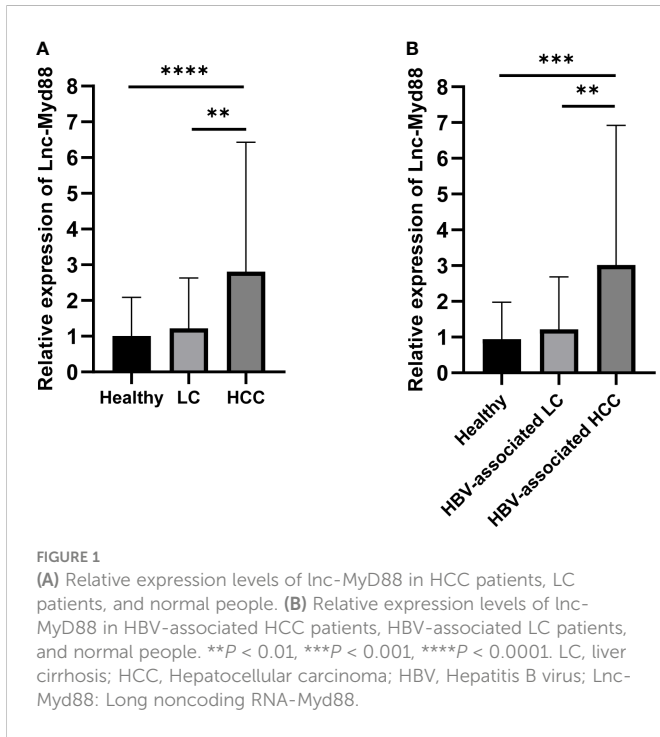 A
Relative expression of Lnc-Myd88
8
7
6
5
4
3
2
1
0
****
**
Healthy LC HCC
B
Relative expression of Lnc-Myd88
8
7
6
5
4
3
2
1
0
***
**
Healthy
HBV-associated LC
HBV-associated HCC
FIGURE 1
(A) Relative expression levels of lnc-MyD88 in HCC patients, LC
patients, and normal people. (B) Relative expression levels of lnc-
MyD88 in HBV-associated HCC patients, HBV-associated LC patients,
and normal people. **P < 0.01, ***P < 0.001, ****P < 0.0001. LC, liver
cirrhosis; HCC, Hepatocellular carcinoma; HBV, Hepatitis B virus; Lnc-
Myd88: Long noncoding RNA-Myd88.